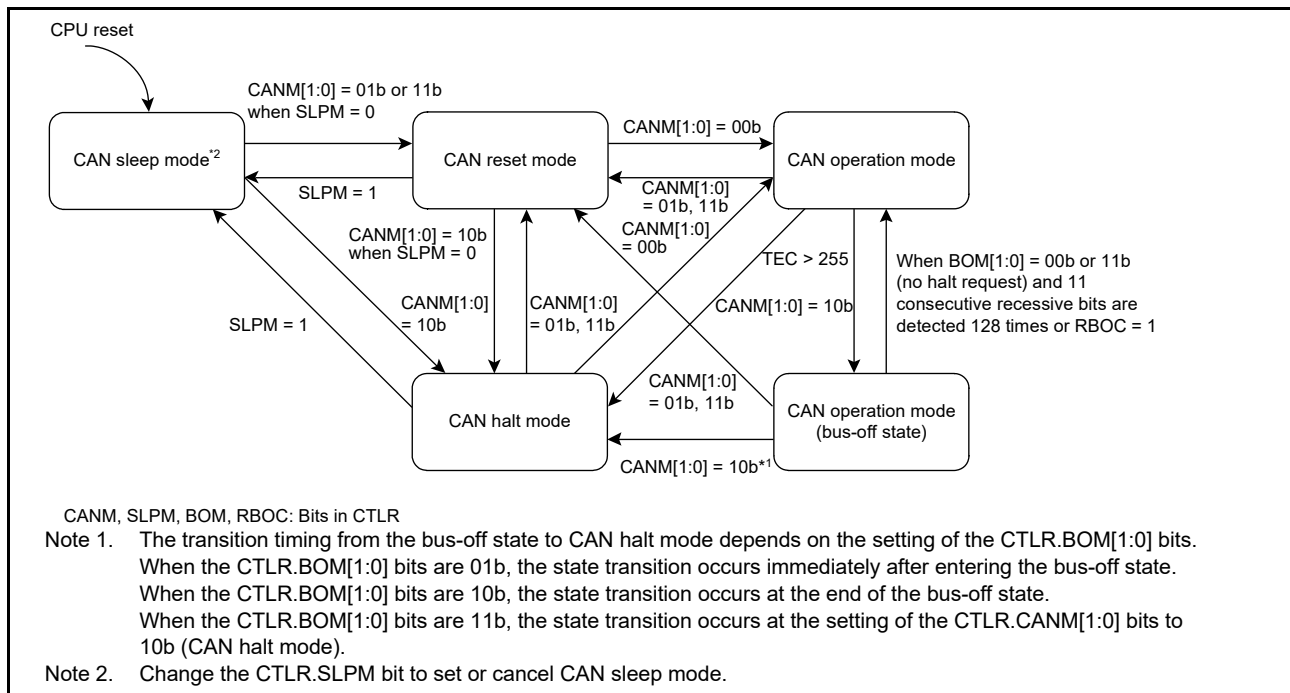 CPU reset
CANM[1:0] = 01b or 11b
when SLPM = 0
CAN sleep mode*2
CAN reset mode
CANM[1:0] = 00b
CAN operation mode
SLPM = 1
CANM[1:0]
= 01b, 11b
CANM[1:0] = 10b
when SLPM = 0
CANM[1:0]
= 00b
TEC > 255
When BOM[1:0] = 00b or 11b
(no halt request) and 11
consecutive recessive bits are
detected 128 times or RBOC = 1
SLPM = 1
CANM[1:0]
= 10b
CANM[1:0]
= 01b, 11b
CANM[1:0] = 10b
CANM[1:0]
= 01b, 11b
CAN halt mode
CAN operation mode
(bus-off state)
CANM[1:0] = 10b*1
CANM, SLPM, BOM, RBOC: Bits in CTLR
Note 1. The transition timing from the bus-off state to CAN halt mode depends on the setting of the CTLR.BOM[1:0] bits.
When the CTLR.BOM[1:0] bits are 01b, the state transition occurs immediately after entering the bus-off state.
When the CTLR.BOM[1:0] bits are 10b, the state transition occurs at the end of the bus-off state.
When the CTLR.BOM[1:0] bits are 11b, the state transition occurs at the setting of the CTLR.CANM[1:0] bits to
10b (CAN halt mode).
Note 2. Change the CTLR.SLPM bit to set or cancel CAN sleep mode.